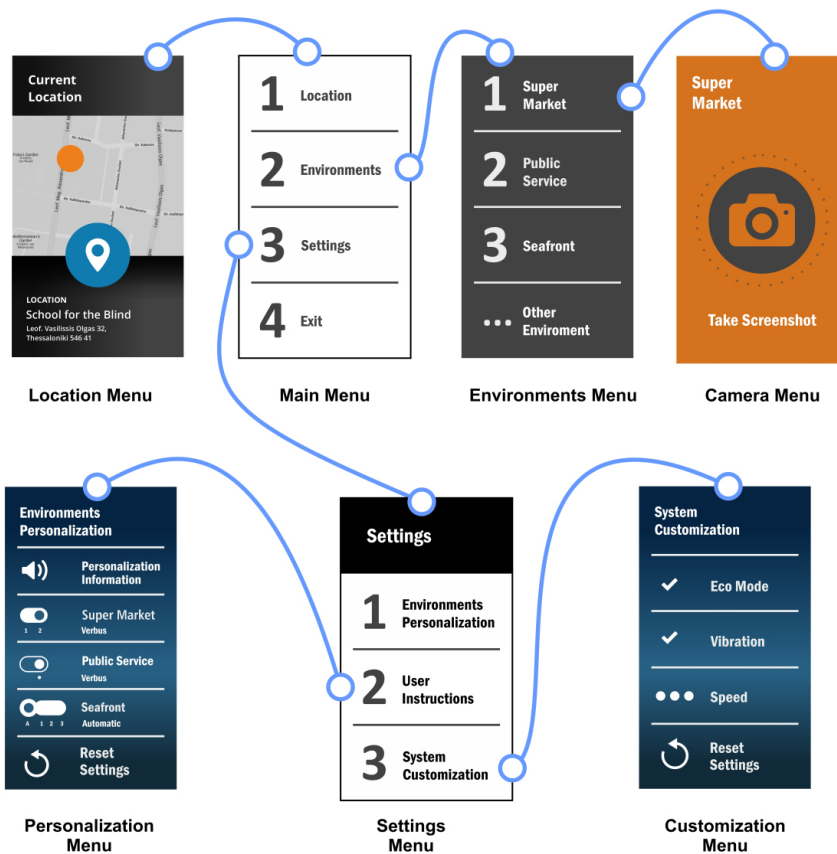 Current
Location
LOCATION
School for the Blind
Leof. Vasilissis Olgas 32,
Thessaloniki 546 41
Location Menu
1 Location
2 Environments
3 Settings
4 Exit
Main Menu
1 Super
Market
2 Public
Service
3 Seafront
... Other
Enviroment
Environments Menu
Super
Market
Take Screenshot
Camera Menu
Environments
Personalization
Personalization
Information
Super Market
1 2 Verbus
Public Service
Verbus
Seafront
A 1 2 3 Automatic
Reset
Settings
Personalization
Menu
Settings
1 Environments
Personalization
2 User
Instructions
3 System
Customization
Settings
Menu
System
Customization
Eco Mode
Vibration
Speed
Reset
Settings
Customization
Menu